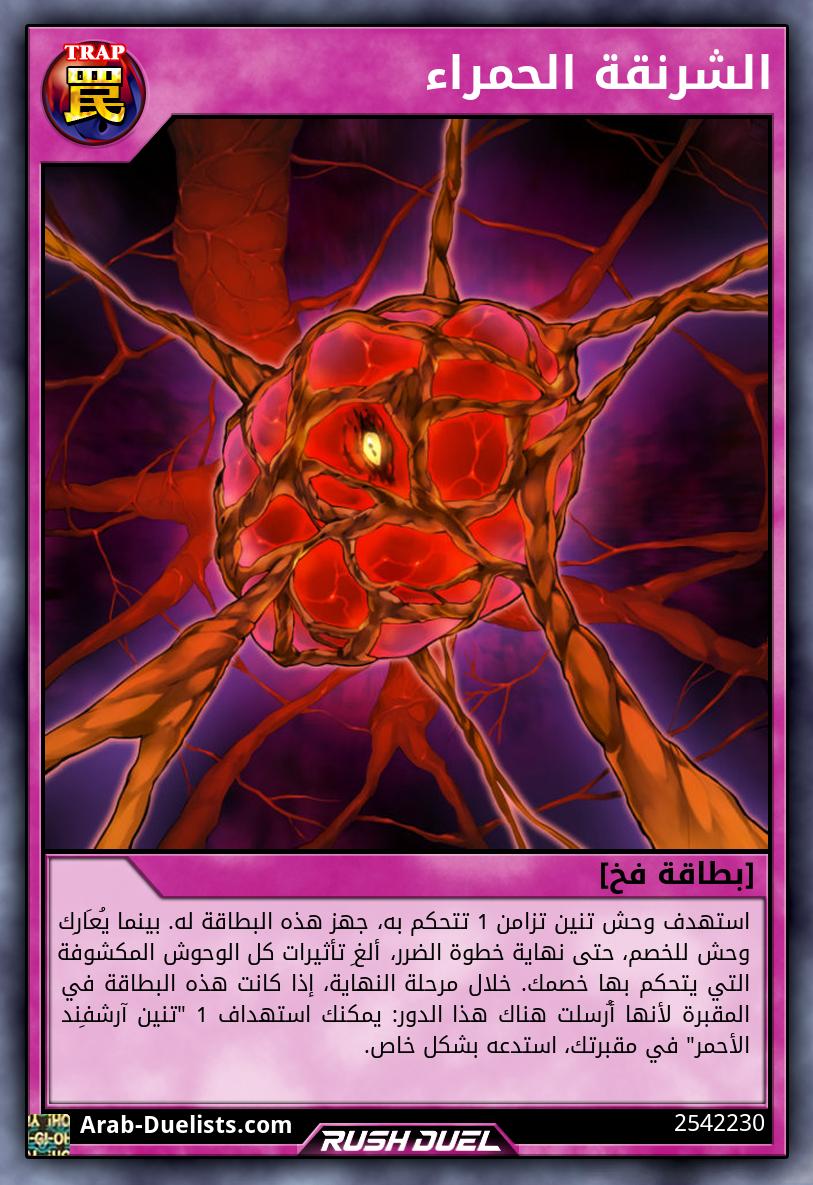 TRAP
罠
الشرنقة الحمراء
[بطاقة فخ]
استهدف وحش تنين تزامن 1 تتحكم به، جهز هذه البطاقة له. بينما يُعَارِك
وحش للخصم، حتى نهاية خطوة الضرر، ألغِ تأثيرات كل الوحوش المكشوفة
التي يتحكم بها خصمك. خلال مرحلة النهاية، إذا كانت هذه البطاقة في
المقبرة لأنها أُرسلت هناك هذا الدور: يمكنك استهداف 1 "تنين آرشفِند
الأحمر" في مقبرتك، استدعه بشكل خاص.
Arab-Duelists.com
RUSH DUEL
2542230